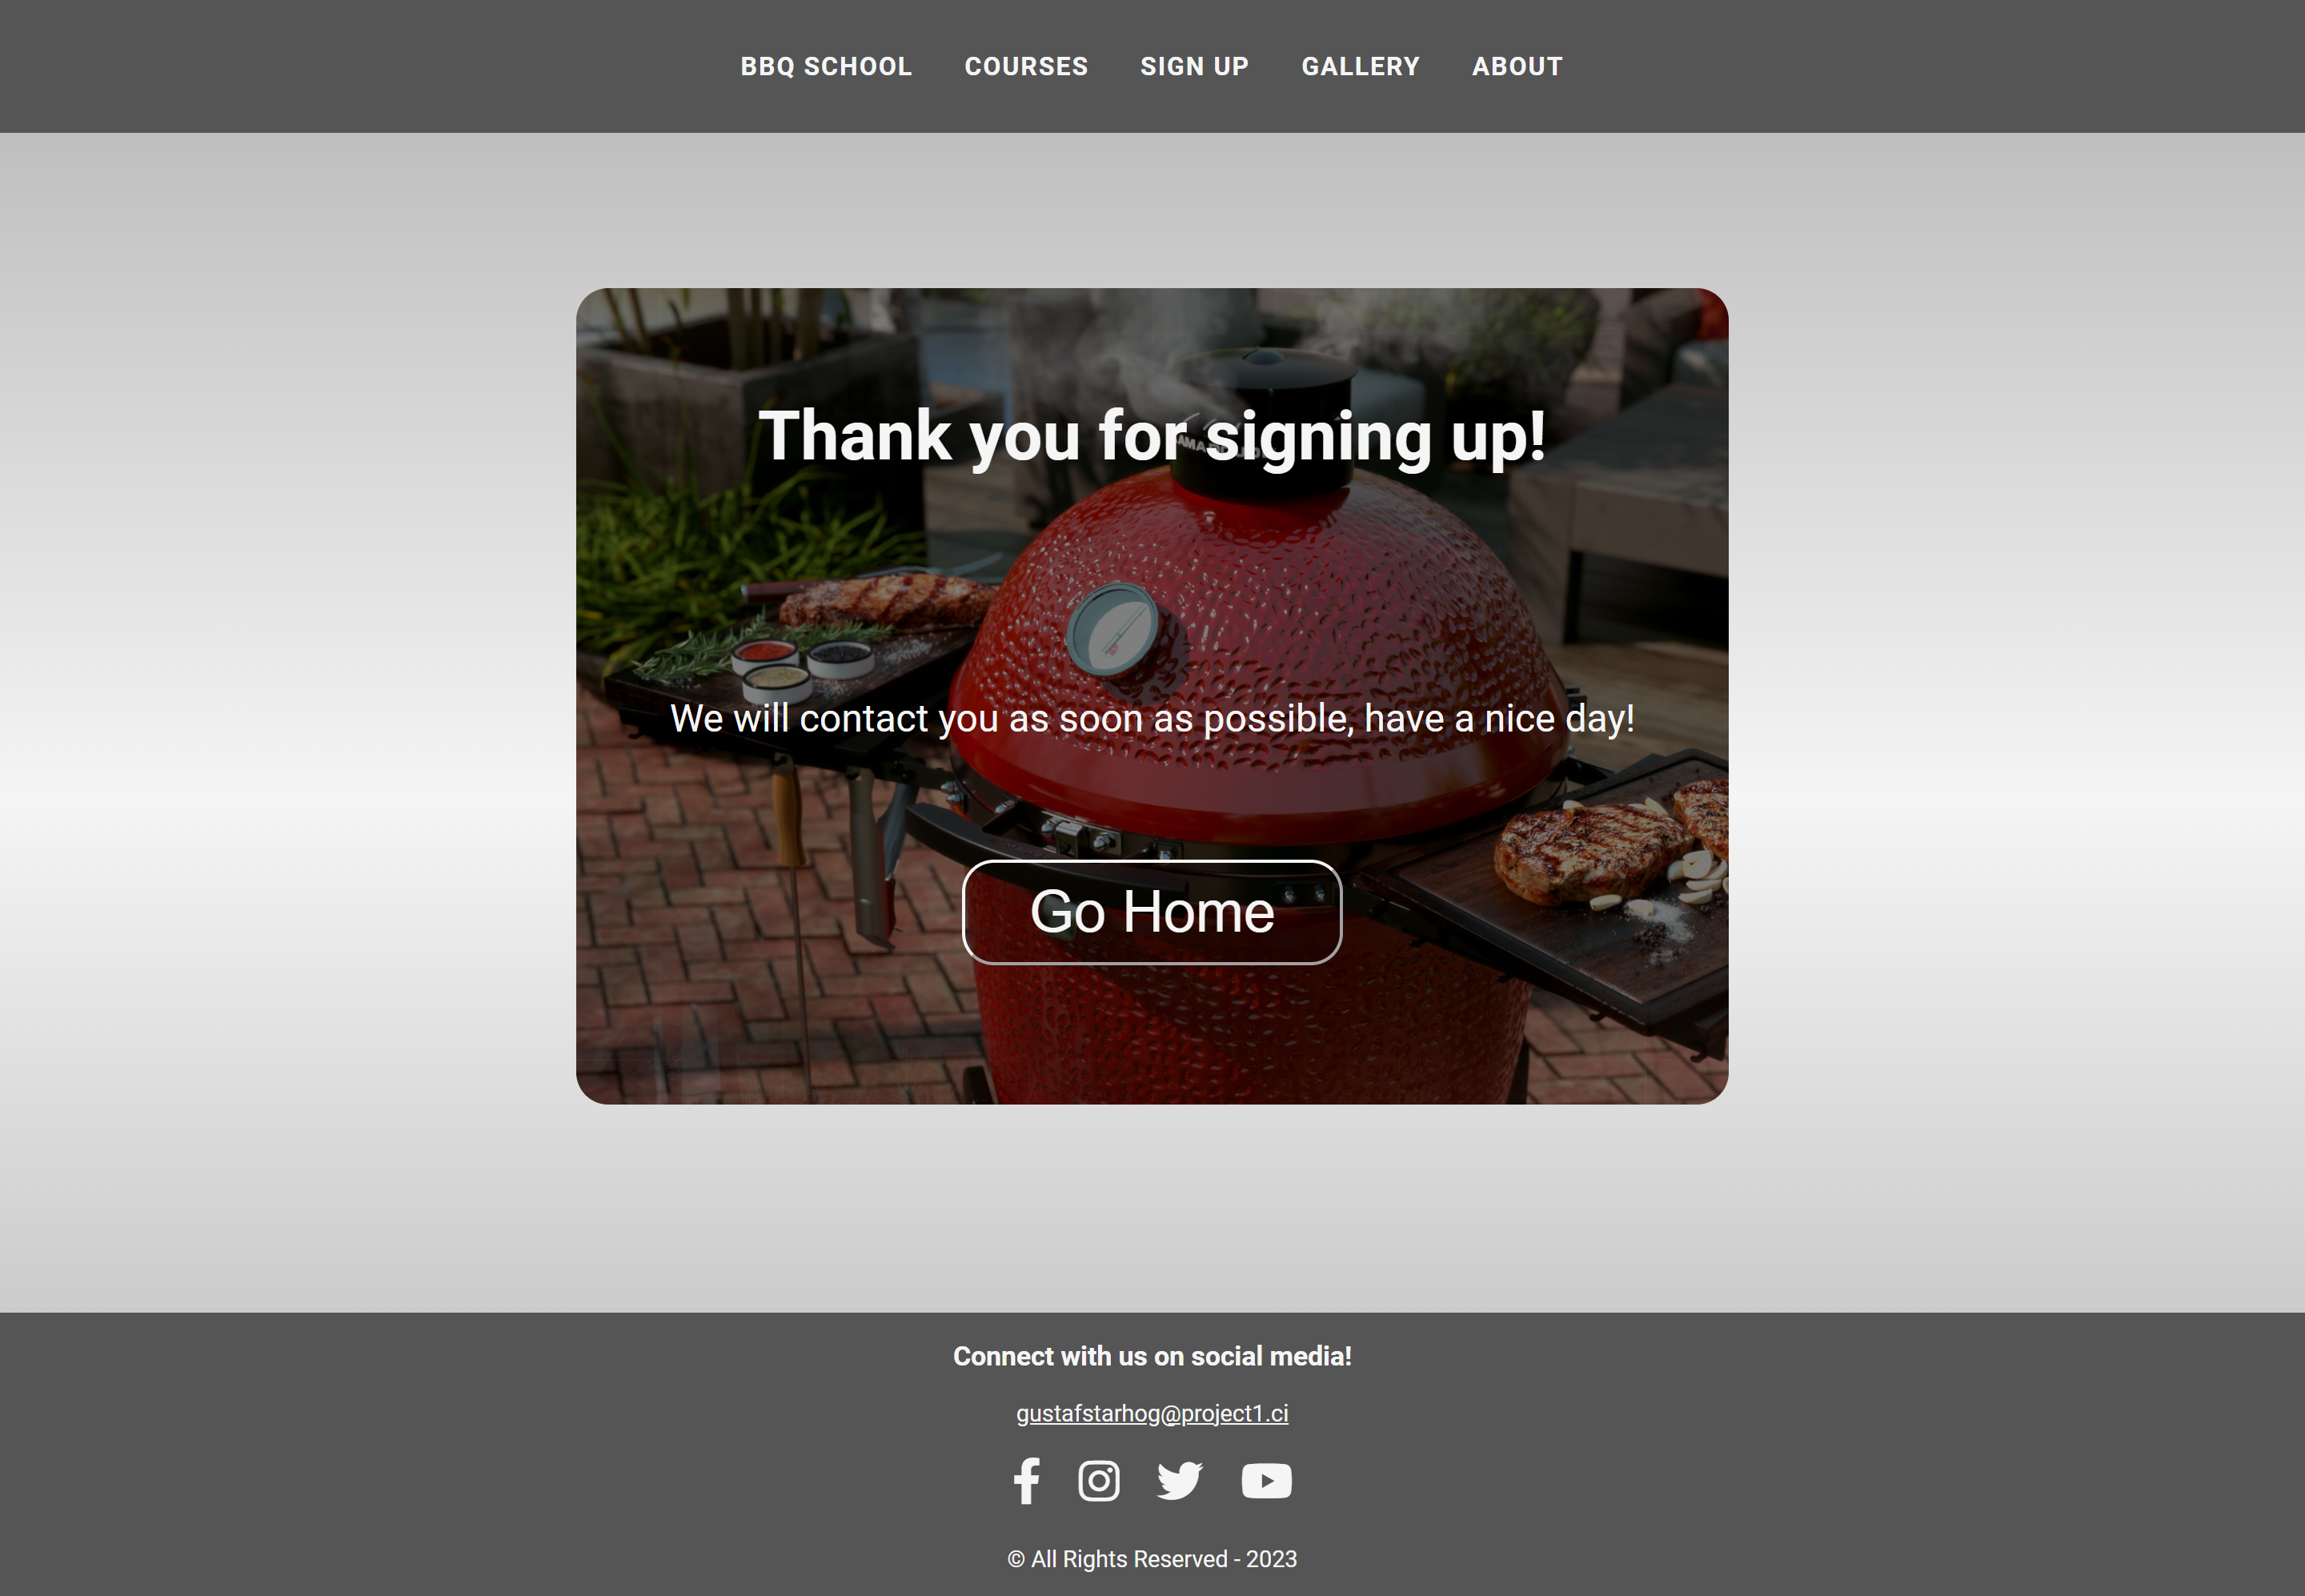 BBQ SCHOOL COURSES SIGN UP GALLERY ABOUT
Thank you for signing up!
We will contact you as soon as possible, have a nice day!
Go Home
Connect with us on social media!
gustafstarhog@project1.ci
© All Rights Reserved - 2023